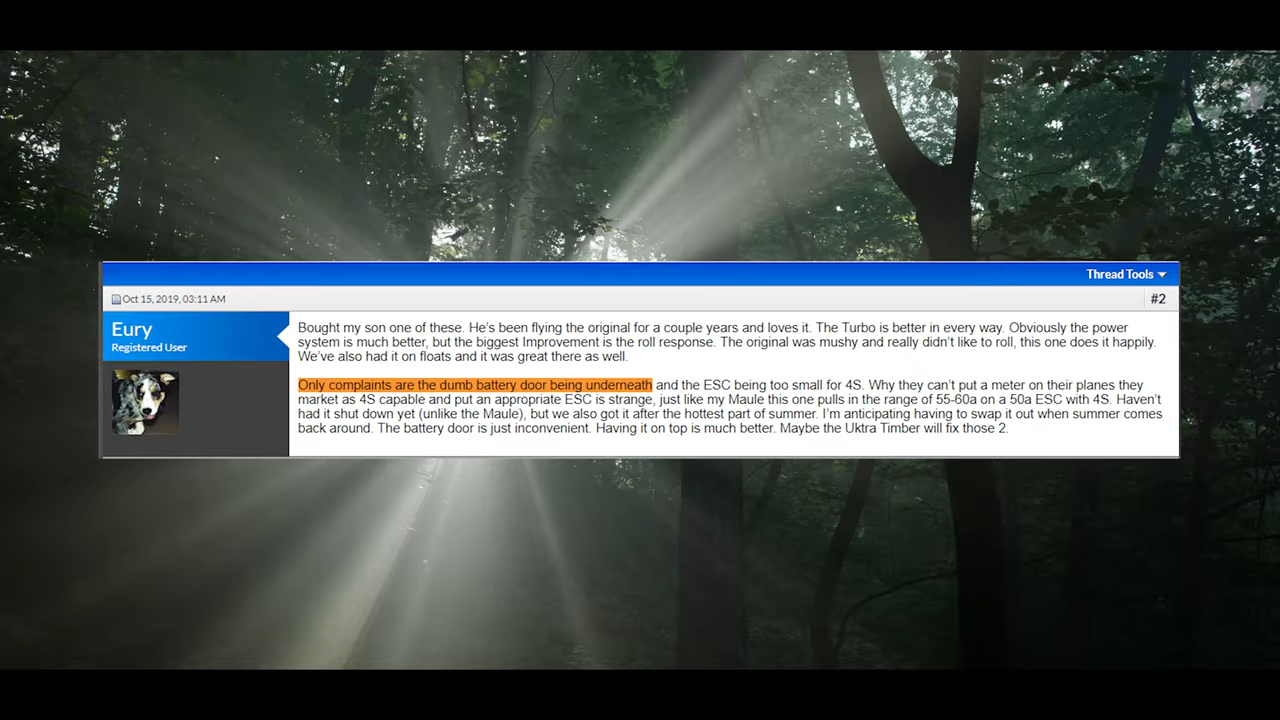 Thread Tools
Oct 15, 2019, 03:11 AM
#2
Eury
Registered User
Bought my son one of these. He's been flying the original for a couple years and loves it. The Turbo is better in every way. Obviously the power
system is much better, but the biggest Improvement is the roll response. The original was mushy and really didn't like to roll, this one does it happily.
We've also had it on floats and it was great there as well.
Only complaints are the dumb battery door being underneath and the ESC being too small for 4S. Why they can't put a meter on their planes they
market as 4S capable and put an appropriate ESC is strange, just like my Maule this one pulls in the range of 55-60a on a 50a ESC with 4S. Haven't
had it shut down yet (unlike the Maule), but we also got it after the hottest part of summer. I'm anticipating having to swap it out when summer comes
back around. The battery door is just inconvenient. Having it on top is much better. Maybe the Uktra Timber will fix those 2.